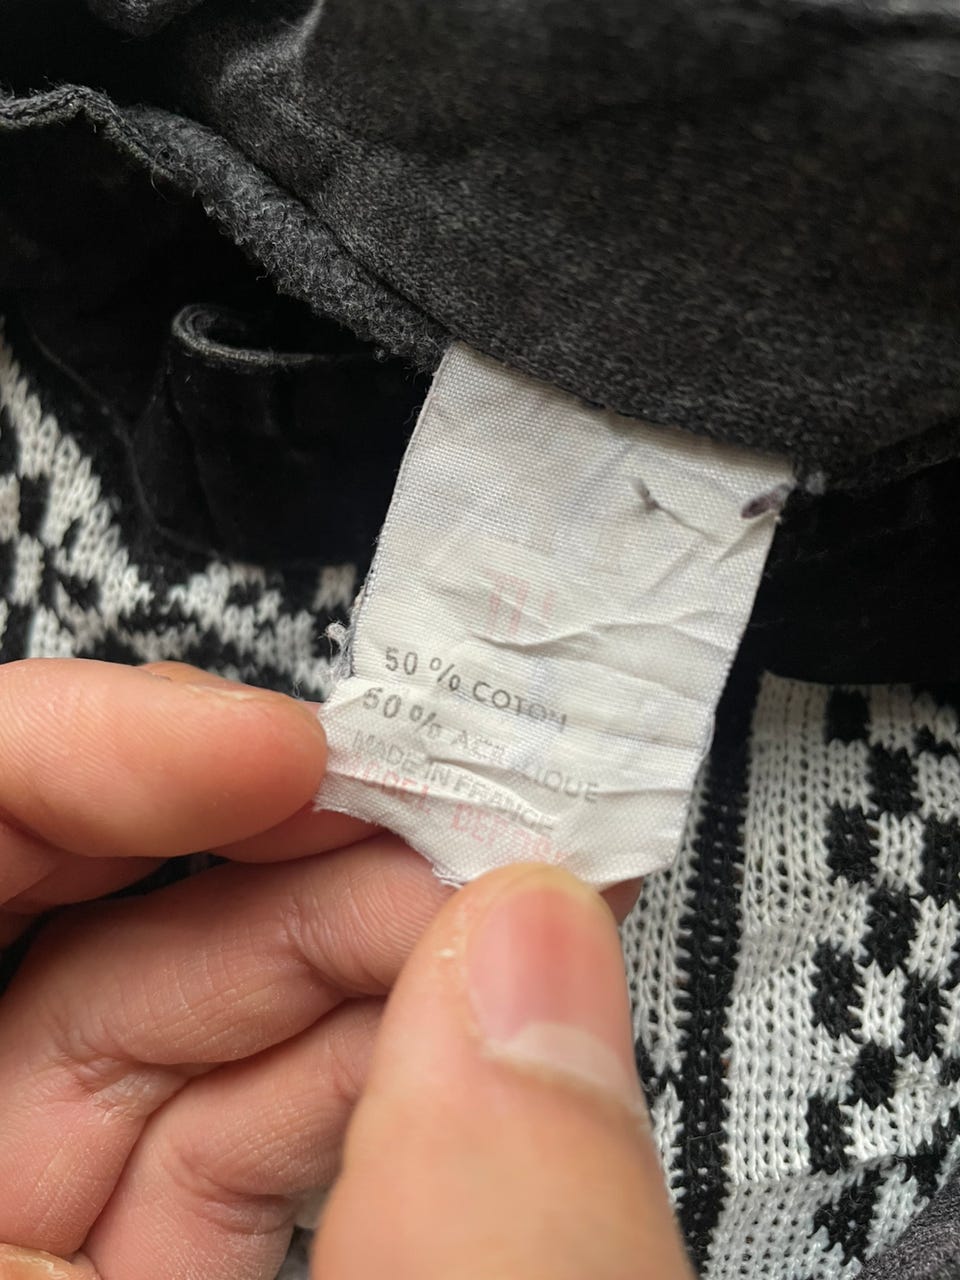 50 % COTON
50 % ACRYLIQUE
MADE IN FRANCE